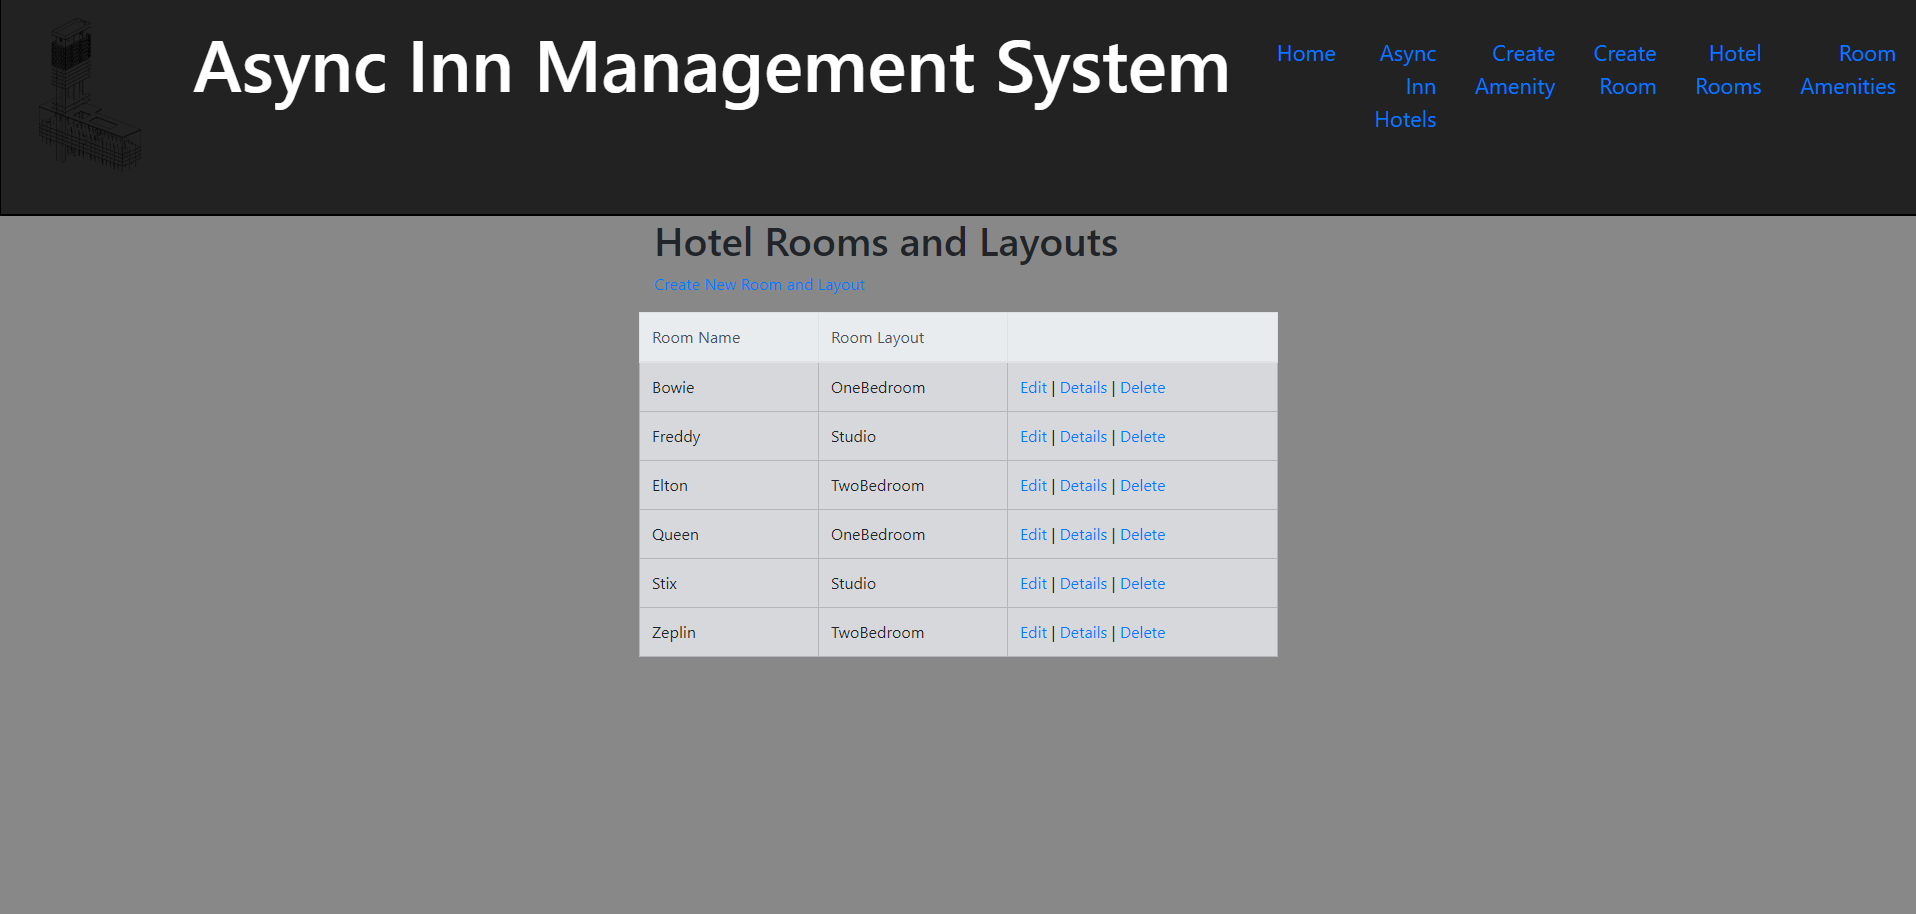 Async Inn Management System
Home
Async
Inn
Hotels
Create
Amenity
Create
Room
Hotel
Rooms
Room
Amenities
Hotel Rooms and Layouts
Create New Room and Layout
Room Name Room Layout
Bowie OneBedroom Edit | Details | Delete
Freddy Studio Edit | Details | Delete
Elton TwoBedroom Edit | Details | Delete
Queen OneBedroom Edit | Details | Delete
Stix Studio Edit | Details | Delete
Zeplin TwoBedroom Edit | Details | Delete